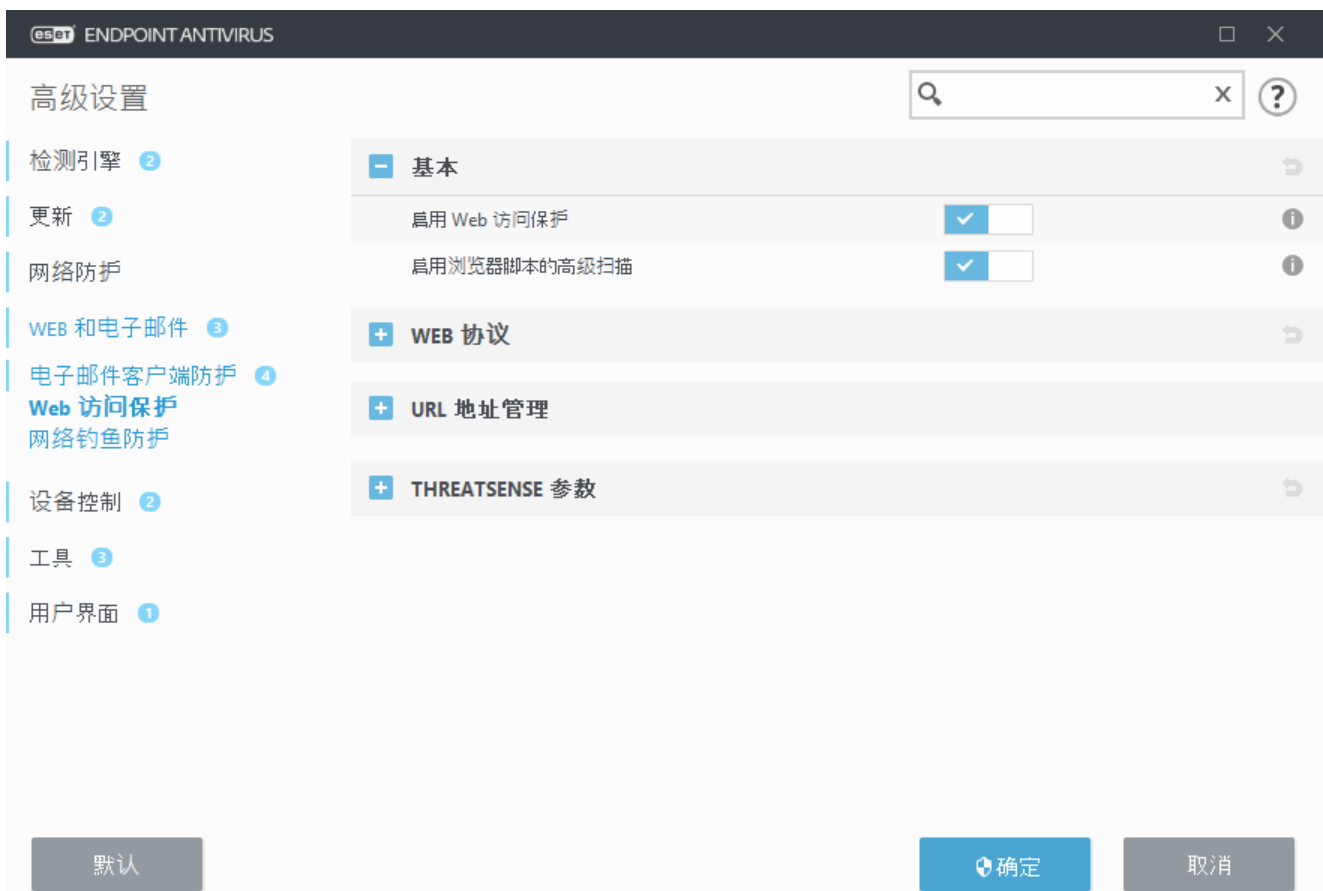 eset ENDPOINT ANTIVIRUS
高级设置
x ?
检测引擎 2
更新 2
网络防护
WEB 和电子邮件 3
电子邮件客户端防护 4
Web 访问保护
网络钓鱼防护
设备控制 2
工具 3
用户界面 1
基本
启用 Web 访问保护
启用浏览器脚本的高级扫描
WEB 协议
URL 地址管理
THREATSENSE 参数
默认
确定
取消